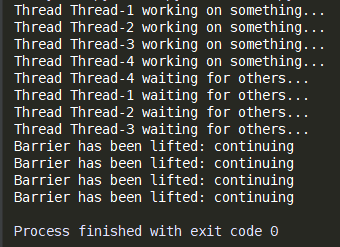 Thread Thread-1 working on something...
Thread Thread-2 working on something...
Thread Thread-3 working on something...
Thread Thread-4 working on something...
Thread Thread-4 waiting for others...
Thread Thread-1 waiting for others...
Thread Thread-2 waiting for others...
Thread Thread-3 waiting for others...
Barrier has been lifted: continuing
Barrier has been lifted: continuing
Barrier has been lifted: continuing
Barrier has been lifted: continuing
Process finished with exit code 0